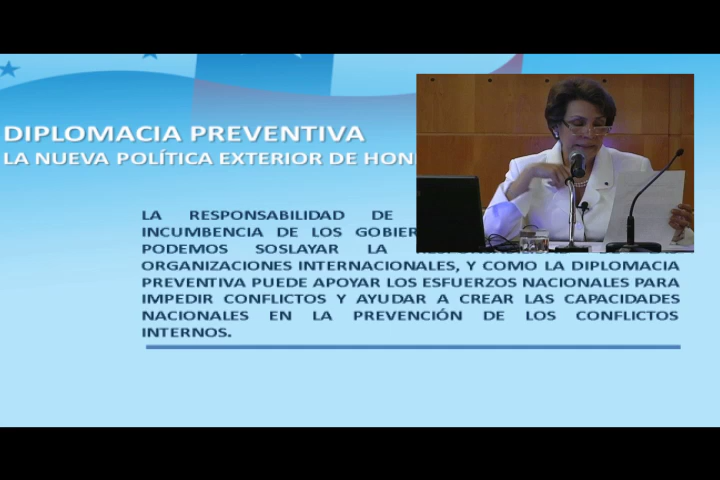 DIPLOMACIA PREVENTIVA
LA NUEVA POLÍTICA EXTERIOR DE
LA RESPONSABILIDAD DE
INCUMBENCIA DE LOS
PODEMOS SOSLAYAR LA
ORGANIZACIONES INTERNACIONALES, Y COMO LA DIPLOMACIA
PREVENTIVA PUEDE APOYAR LOS ESFUERZOS NACIONALES PARA
IMPEDIR CONFLICTOS Y AYUDAR A CREAR LAS CAPACIDADES
NACIONALES EN LA PREVENCIÓN DE LOS CONFLICTOS
INTERNOS.